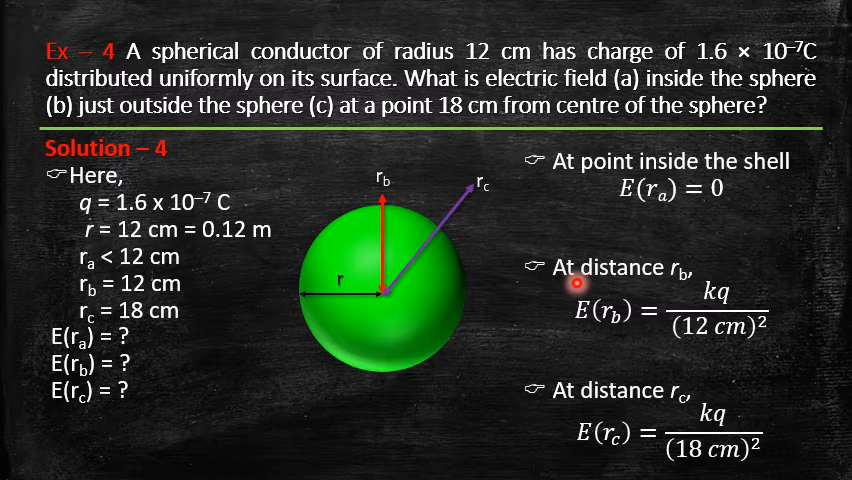 Ex – 4 A spherical conductor of radius 12 cm has charge of 1.6 × 10⁻⁷C
distributed uniformly on its surface. What is electric field (a) inside the sphere
(b) just outside the sphere (c) at a point 18 cm from centre of the sphere?
Solution – 4
☞Here,
q = 1.6 x 10⁻⁷ C
r = 12 cm = 0.12 m
rₐ < 12 cm
r_b = 12 cm
r_c = 18 cm
E(rₐ) = ?
E(r_b) = ?
E(r_c) = ?
r_b
r_c
r
☞ At point inside the shell
E(rₐ) = 0
☞ At distance r_b,
E(r_b) = kq / (12 cm)²
☞ At distance r_c,
E(r_c) = kq / (18 cm)²